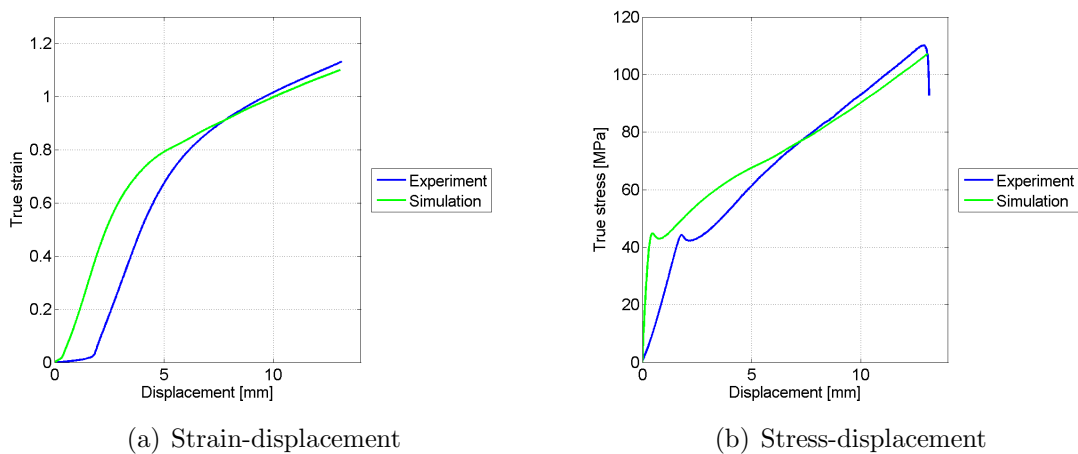 1.2
1
0.8
0.6
0.4
0.2
0
True strain
0
5
10
Displacement [mm]
Experiment
Simulation
(a) Strain-displacement
120
100
80
60
40
20
0
True stress [MPa]
0
5
10
Displacement [mm]
Experiment
Simulation
(b) Stress-displacement